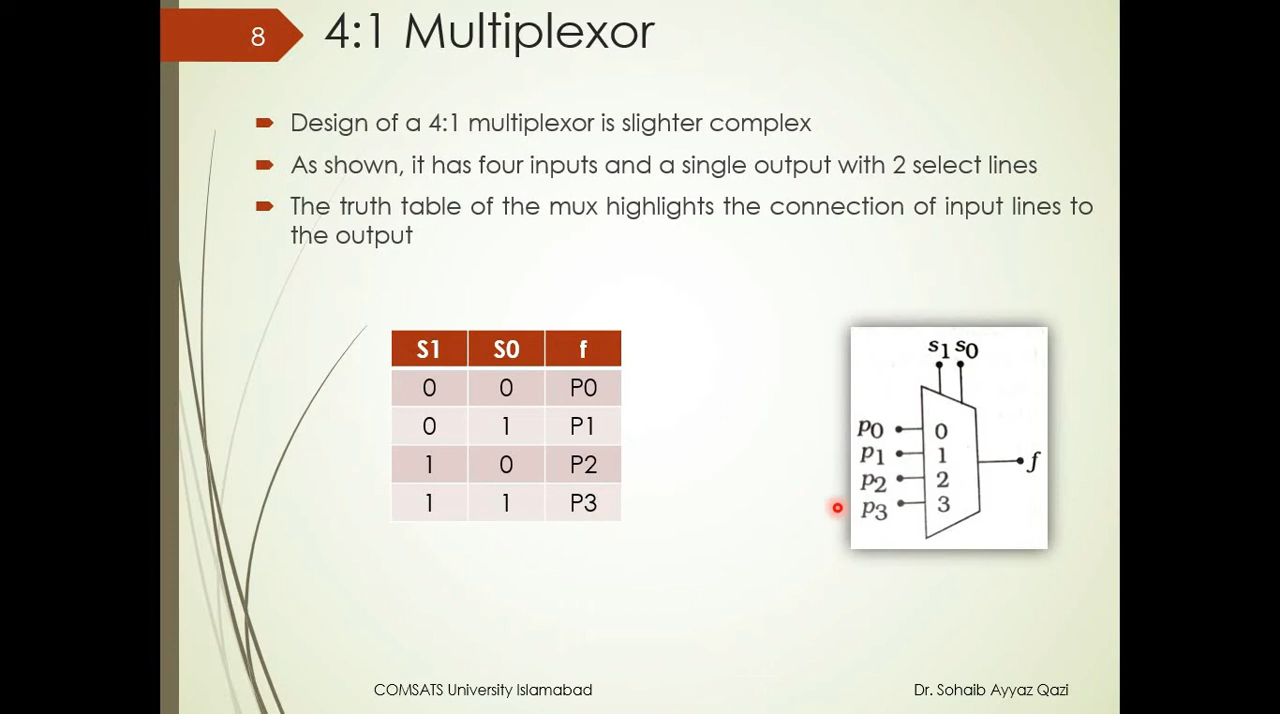 8
4:1 Multiplexor
Design of a 4:1 multiplexor is slighter complex
As shown, it has four inputs and a single output with 2 select lines
The truth table of the mux highlights the connection of input lines to
the output
S1 S0 f
0 0 P0
0 1 P1
1 0 P2
1 1 P3
s1 s0
p0 0
p1 1
p2 2
p3 3
f
COMSATS University Islamabad
Dr. Sohaib Ayyaz Qazi